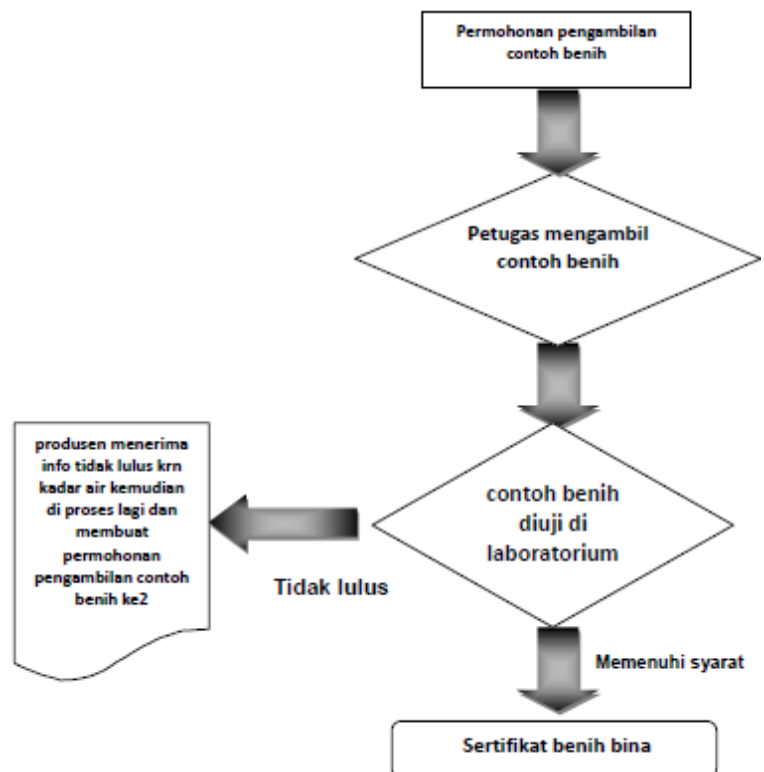 Permohonan pengambilan
contoh benih
Petugas mengambil
contoh benih
produsen menerima
info tidak lulus krn
kadar air kemudian
di proses lagi dan
membuat
permohonan
pengambilan contoh
benih ke2
contoh benih
diuji di
laboratorium
Tidak lulus
Memenuhi syarat
Sertifikat benih bina